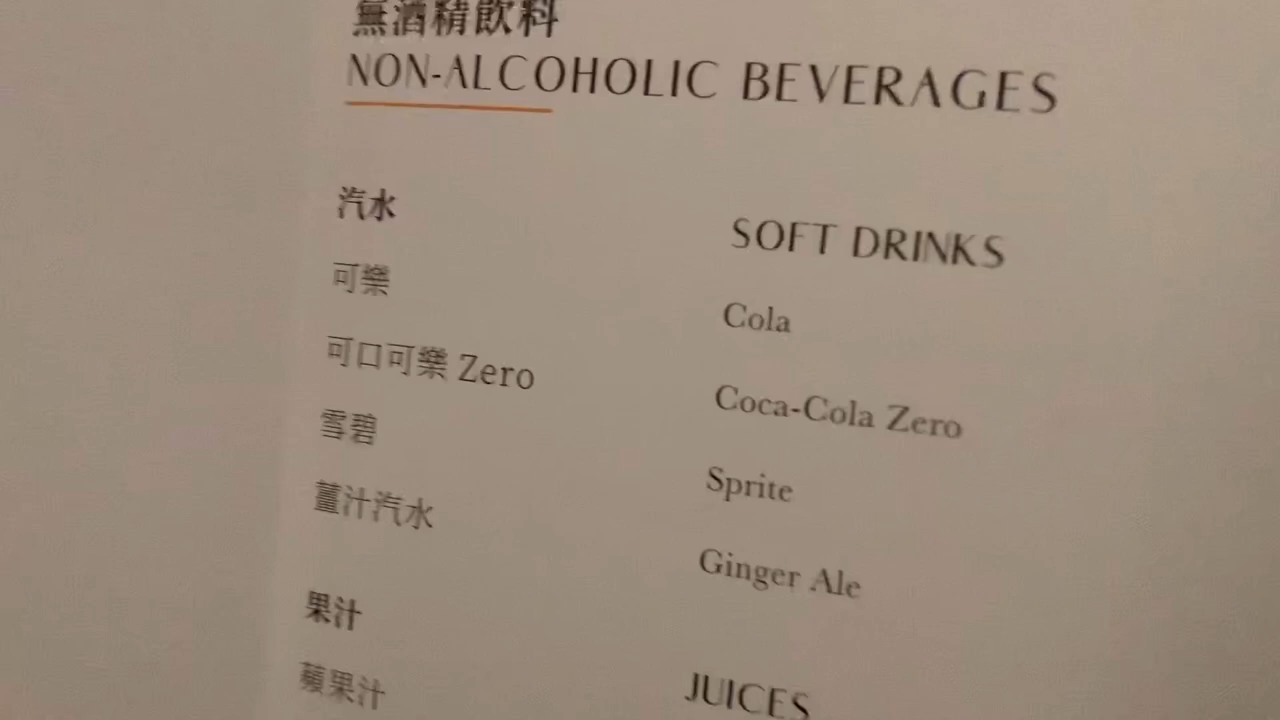 無酒精飲料
NON-ALCOHOLIC BEVERAGES
汽水
SOFT DRINKS
可樂
Cola
可口可樂 Zero
Coca-Cola Zero
雪碧
Sprite
薑汁汽水
Ginger Ale
果汁
JUICES
蘋果汁